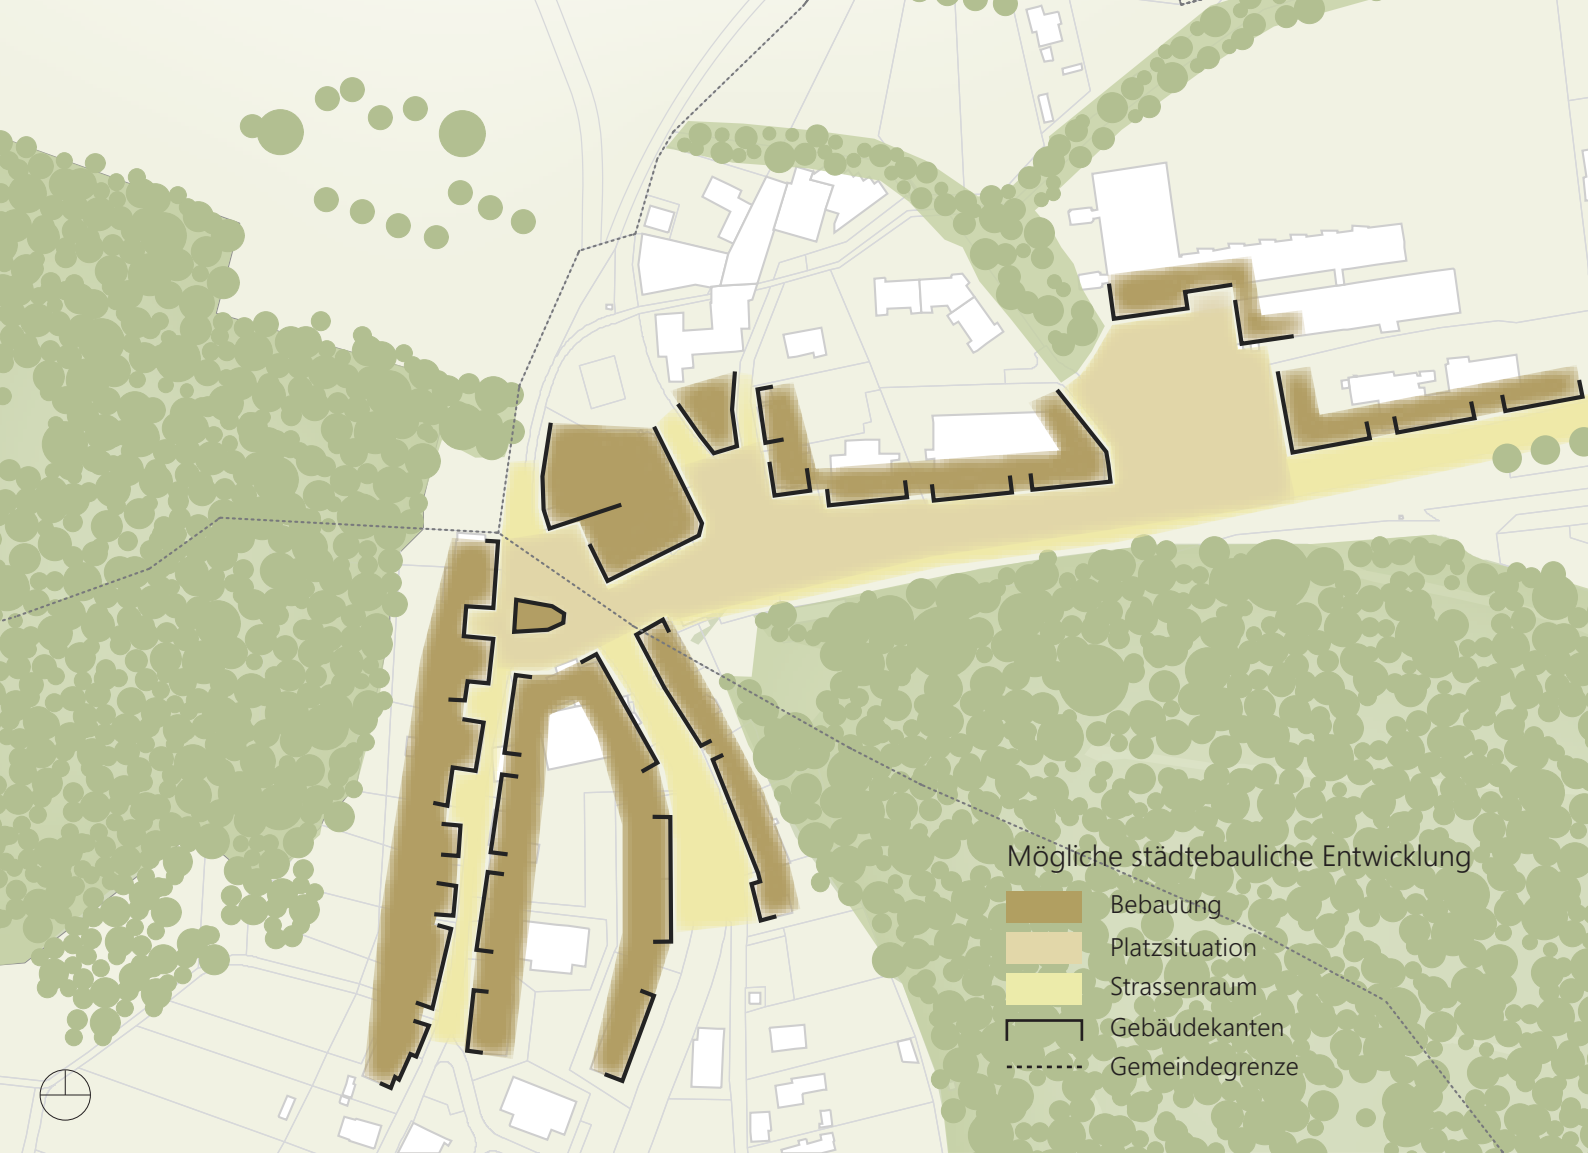 Mögliche städtebauliche Entwicklung
Bebauung
Platzsituation
Strassenraum
Gebäudekanten
Gemeindegrenze